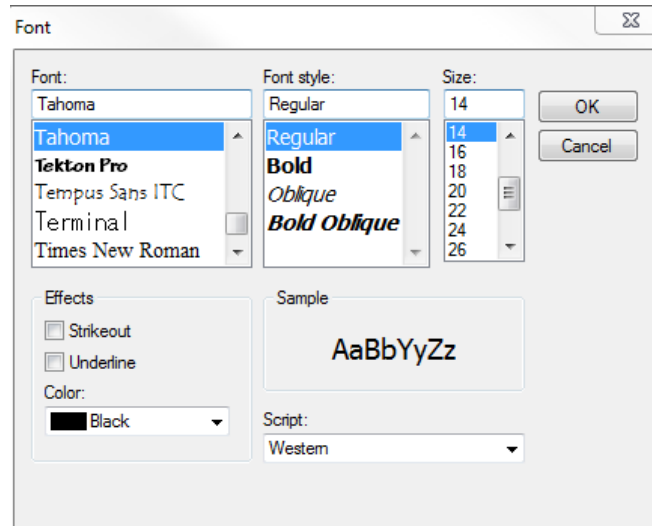 Font
Font:
Tahoma
Tahoma
Tekton Pro
Tempus Sans ITC
Terminal
Times New Roman
Font style:
Regular
Regular
Bold
Oblique
Bold Oblique
Size:
14
14
16
18
20
22
24
26
OK
Cancel
Effects
Strikeout
Underline
Color:
Black
Sample
AaBbYyZz
Script:
Western